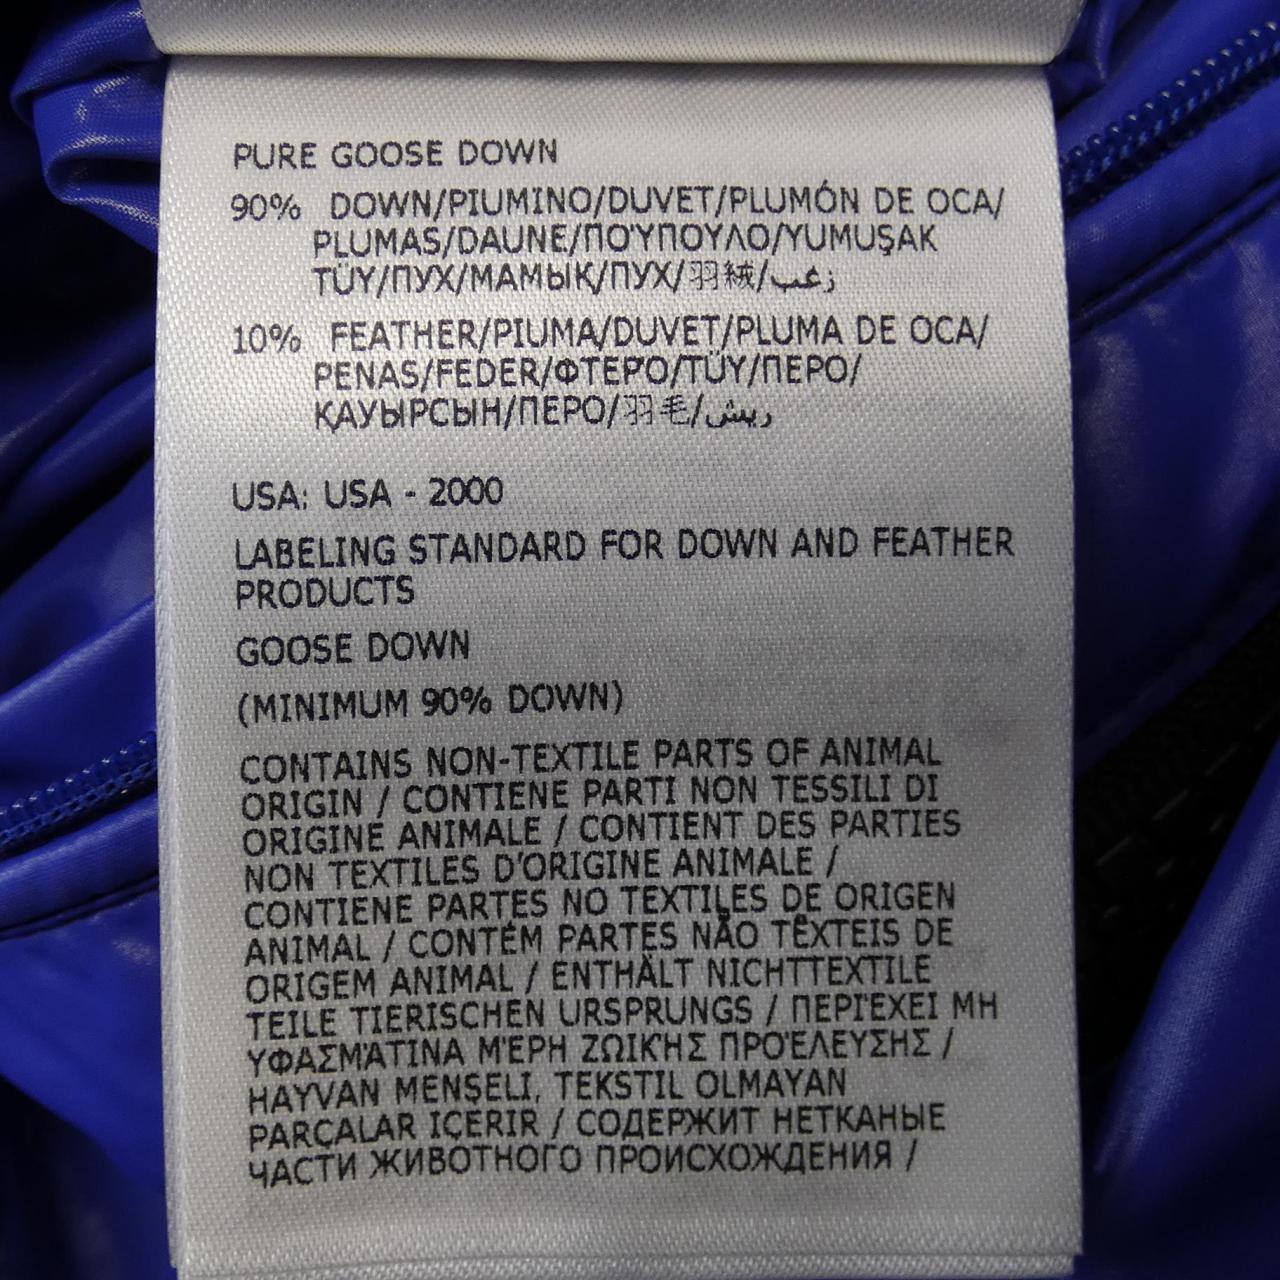 PURE GOOSE DOWN
90% DOWN/PIUMINO/DUVET/PLUMÓN DE OCA/
PLUMAS/DAUNE/ΠΟΎΠΟΥΛΟ/YUMUŞAK
TÜY/ПУХ/МАМЫҚ/ПУХ/羽絨/زغب
10% FEATHER/PIUMA/DUVET/PLUMA DE OCA/
PENAS/FEDER/ΦΤΕΡΌ/TÜY/ПЕРО/
ҚАУЫРСЫН/ПЕРО/羽毛/ريش
USA: USA - 2000
LABELING STANDARD FOR DOWN AND FEATHER
PRODUCTS
GOOSE DOWN
(MINIMUM 90% DOWN)
CONTAINS NON-TEXTILE PARTS OF ANIMAL
ORIGIN / CONTIENE PARTI NON TESSILI DI
ORIGINE ANIMALE / CONTIENT DES PARTIES
NON TEXTILES D'ORIGINE ANIMALE /
CONTIENE PARTES NO TEXTILES DE ORIGEN
ANIMAL / CONTÉM PARTES NÃO TÊXTEIS DE
ORIGEM ANIMAL / ENTHÄLT NICHTTEXTILE
TEILE TIERISCHEN URSPRUNGS / ΠΕΡΙΈΧΕΙ ΜΗ
ΥΦΑΣΜΆΤΙΝΑ ΜΈΡΗ ΖΩΙΚΉΣ ΠΡΟΈΛΕΥΣΗΣ /
HAYVAN MENŞELI, TEKSTIL OLMAYAN
PARÇALAR IÇERIR / СОДЕРЖИТ НЕТКАНЫЕ
ЧАСТИ ЖИВОТНОГО ПРОИСХОЖДЕНИЯ /